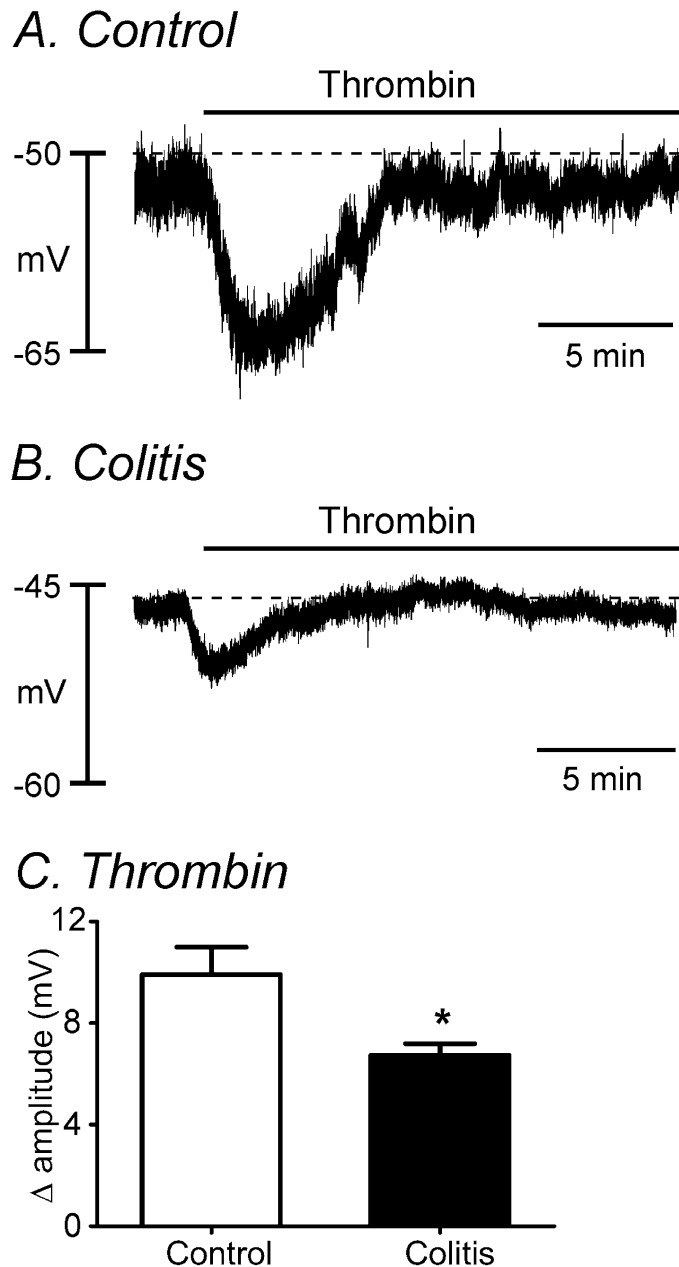 A. Control
Thrombin
-50
mV
-65
5 min
B. Colitis
Thrombin
-45
mV
-60
5 min
C. Thrombin
12
8
4
0
Δ amplitude (mV)
*
Control Colitis